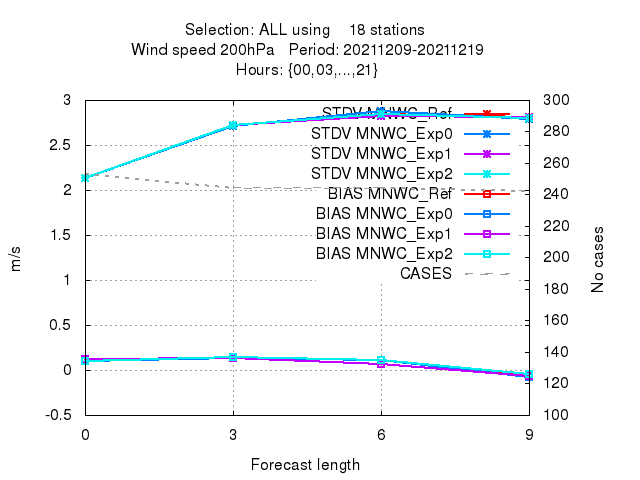 Selection: ALL using 18 stations
Wind speed 200hPa Period: 20211209-20211219
Hours: {00,03,...,21}
3 300
STDV MNWC_Ref
280
STDV MNWC_Exp0
2.5
STDV MNWC_Exp1
260
STDV MNWC_Exp2
2 240
BIAS MNWC_Ref
BIAS MNWC_Exp0
1.5 220
BIAS MNWC_Exp1
BIAS MNWC_Exp2
200
CASES
1 180
0.5 160
140
0 120
-0.5 100
m/s
No cases
0 3 6 9
Forecast length